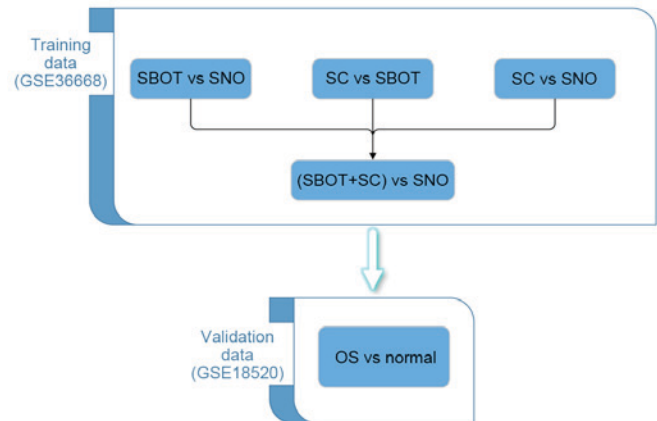 Training
data
(GSE36668)
SBOT vs SNO
SC vs SBOT
SC vs SNO
(SBOT+SC) vs SNO
Validation
data
(GSE18520)
OS vs normal